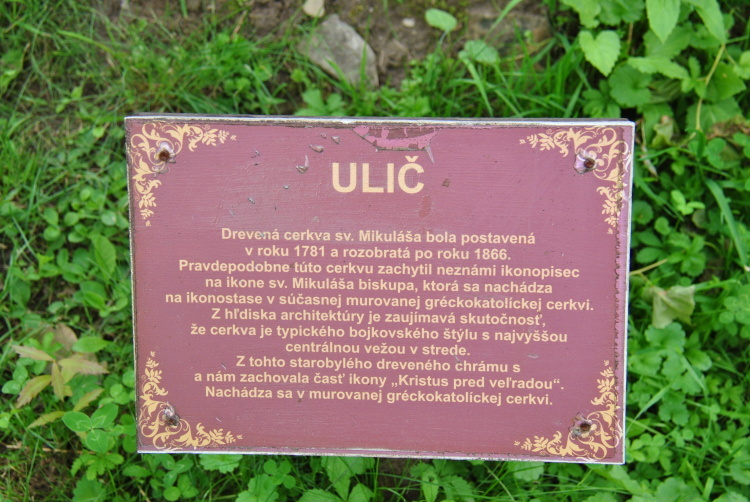 ULIČ
Drevená cerkva sv. Mikuláša bola postavená
v roku 1781 a rozobratá po roku 1866.
Pravdepodobne túto cerkvu zachytil neznámi ikonopisec
na ikone sv. Mikuláša biskupa, ktorá sa nachádza
na ikonostase v súčasnej murovanej gréckokatolíckej cerkvi.
Z hľdiska architektúry je zaujímavá skutočnosť,
že cerkva je typického bojkovského štýlu s najvyššou
centrálnou vežou v strede.
Z tohto starobylého dreveného chrámu s
a nám zachovala časť ikony „Kristus pred veľradou“.
Nachádza sa v murovanej gréckokatolíckej cerkvi.